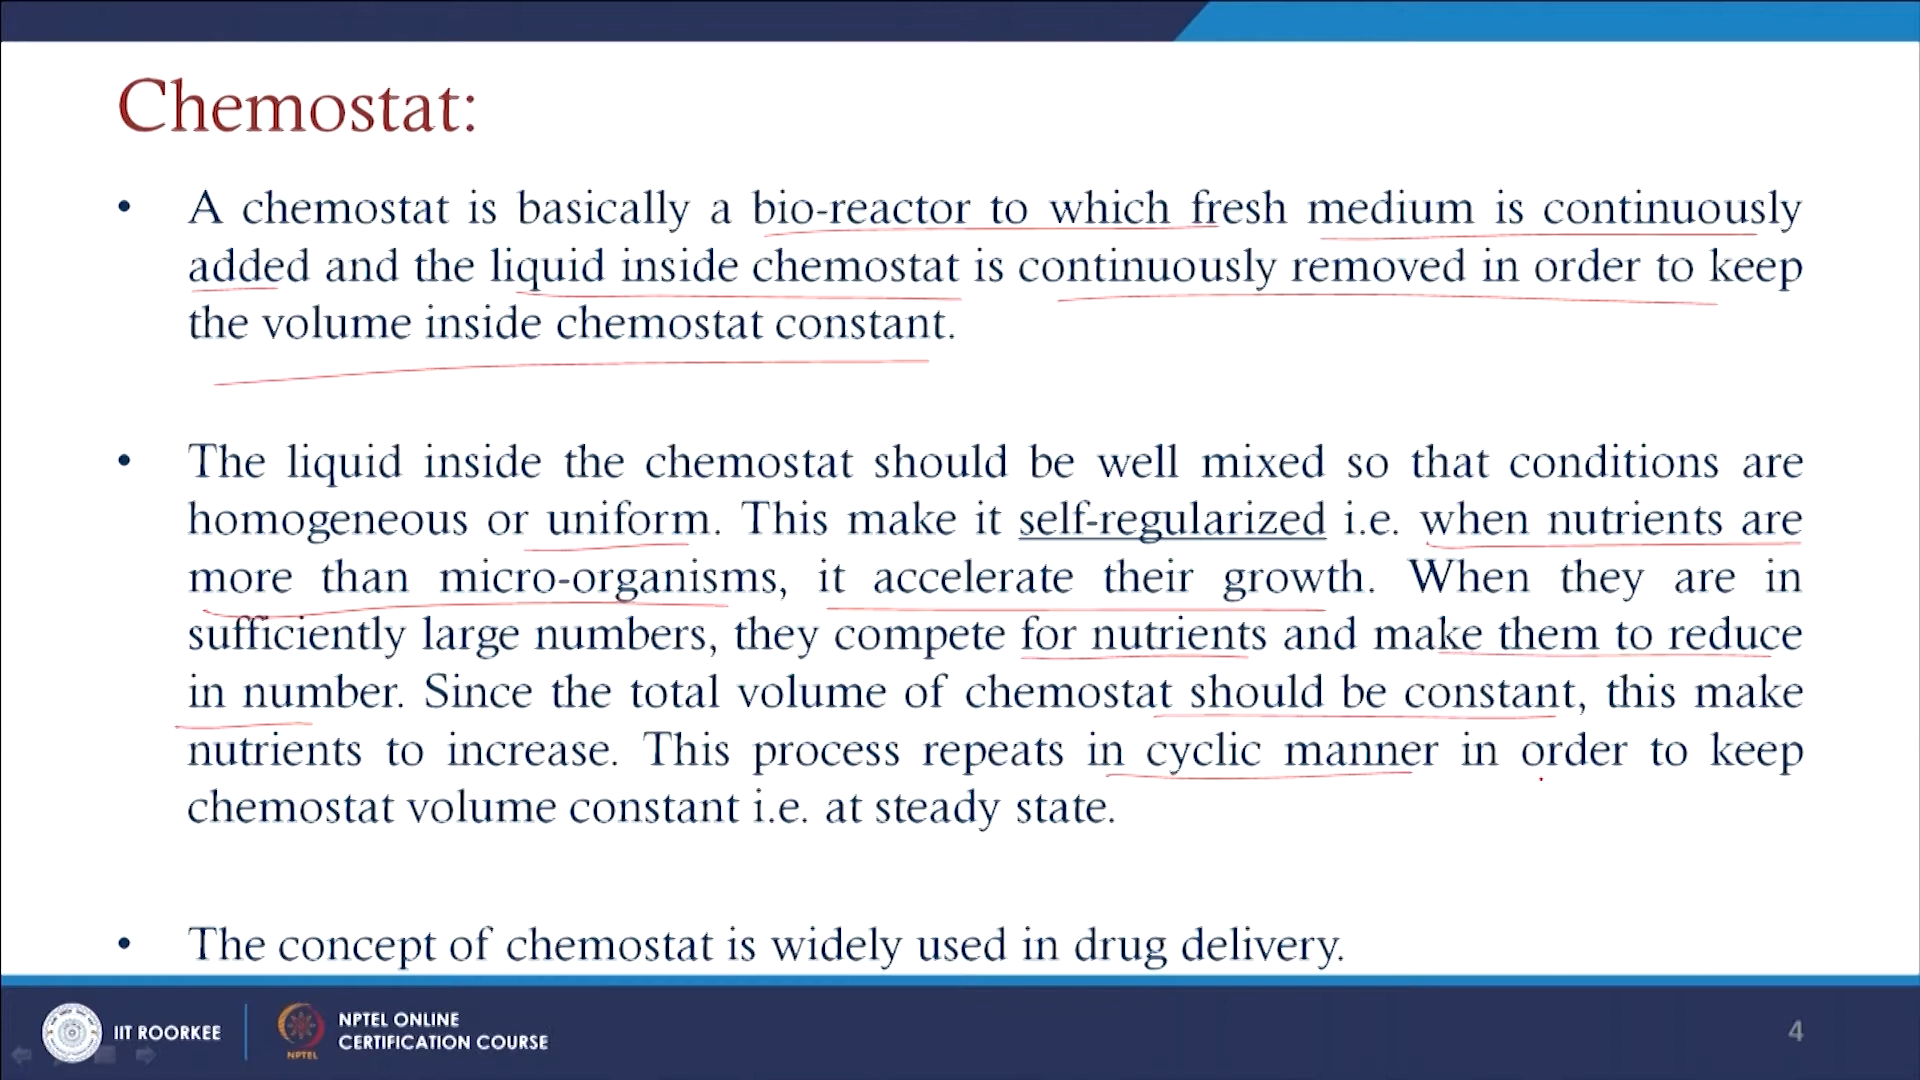 Chemostat:
• A chemostat is basically a bio-reactor to which fresh medium is continuously
added and the liquid inside chemostat is continuously removed in order to keep
the volume inside chemostat constant.
• The liquid inside the chemostat should be well mixed so that conditions are
homogeneous or uniform. This make it self-regularized i.e. when nutrients are
more than micro-organisms, it accelerate their growth. When they are in
sufficiently large numbers, they compete for nutrients and make them to reduce
in number. Since the total volume of chemostat should be constant, this make
nutrients to increase. This process repeats in cyclic manner in order to keep
chemostat volume constant i.e. at steady state.
• The concept of chemostat is widely used in drug delivery.
IIT ROORKEE
NPTEL
NPTEL ONLINE
CERTIFICATION COURSE
4